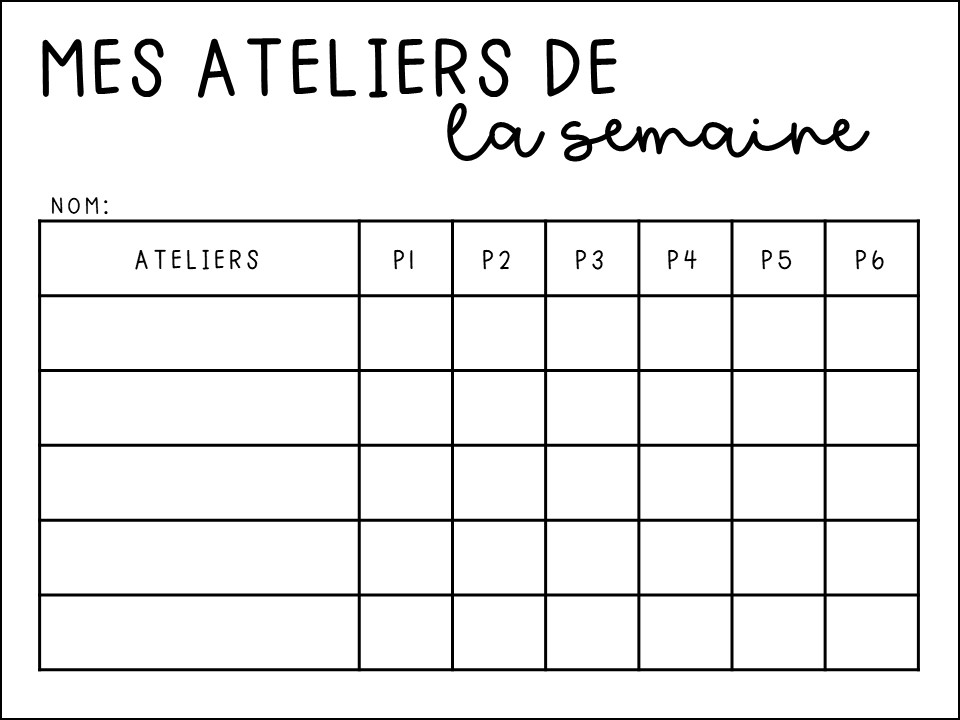 MES ATELIERS DE
la semaine
NOM:
ATELIERS P1 P2 P3 P4 P5 P6